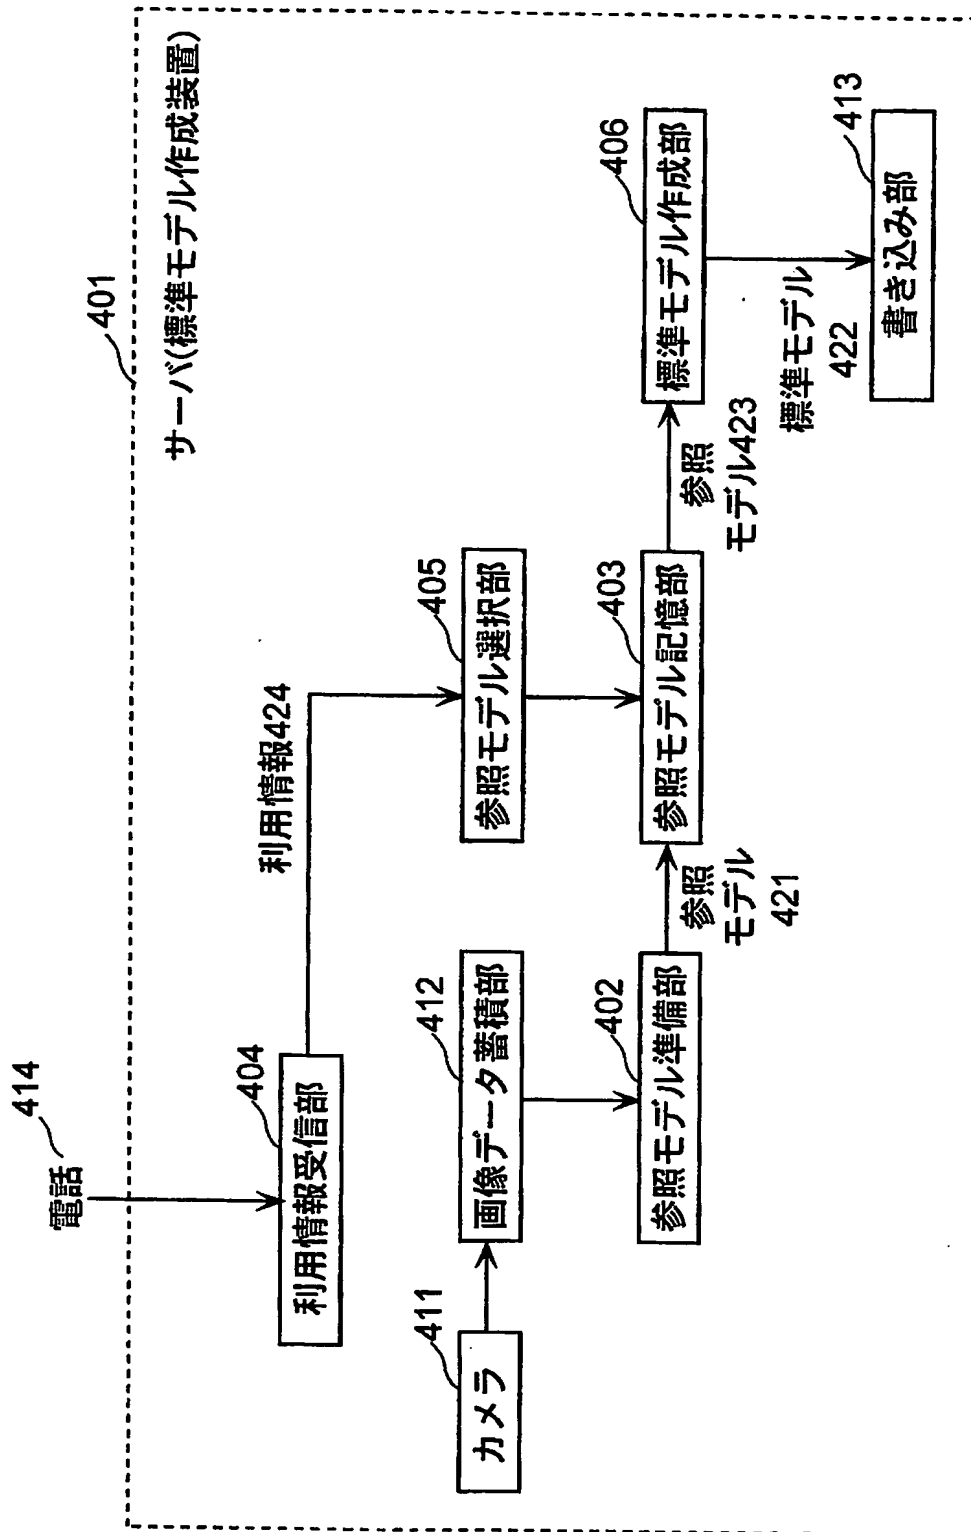 電話
414
401
サーバ(標準モデル作成装置)
404
利用情報受信部
利用情報424
411
カメラ
412
画像データ蓄積部
405
参照モデル選択部
402
参照モデル準備部
参照
モデル
421
403
参照モデル記憶部
参照
モデル423
406
標準モデル作成部
標準モデル
422
413
書き込み部